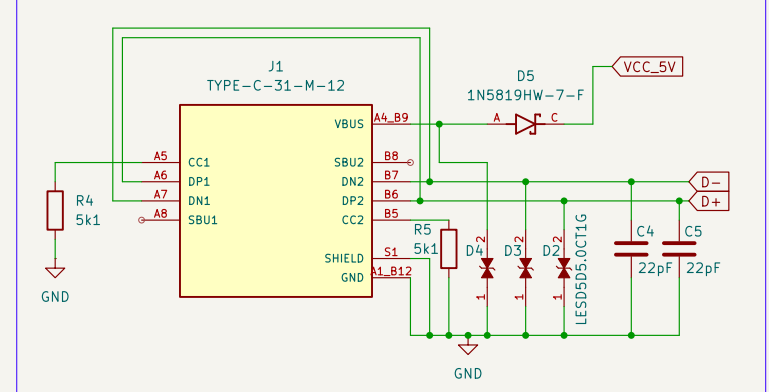 J1
TYPE-C-31-M-12
VCC_5V
D5
1N5819HW-7-F
A C
VBUS A4_B9
A5 CC1
SBU2 B8
A6 DP1
DN2 B7
D-
A7 DN1
DP2 B6
D+
R4
5k1
A8 SBU1
CC2 B5
R5
5k1
D4 2 1
D3 2 1
D2 2 1
LESD5D5.0CT1G
C4
22pF
C5
22pF
SHIELD S1
GND A1_B12
GND
GND